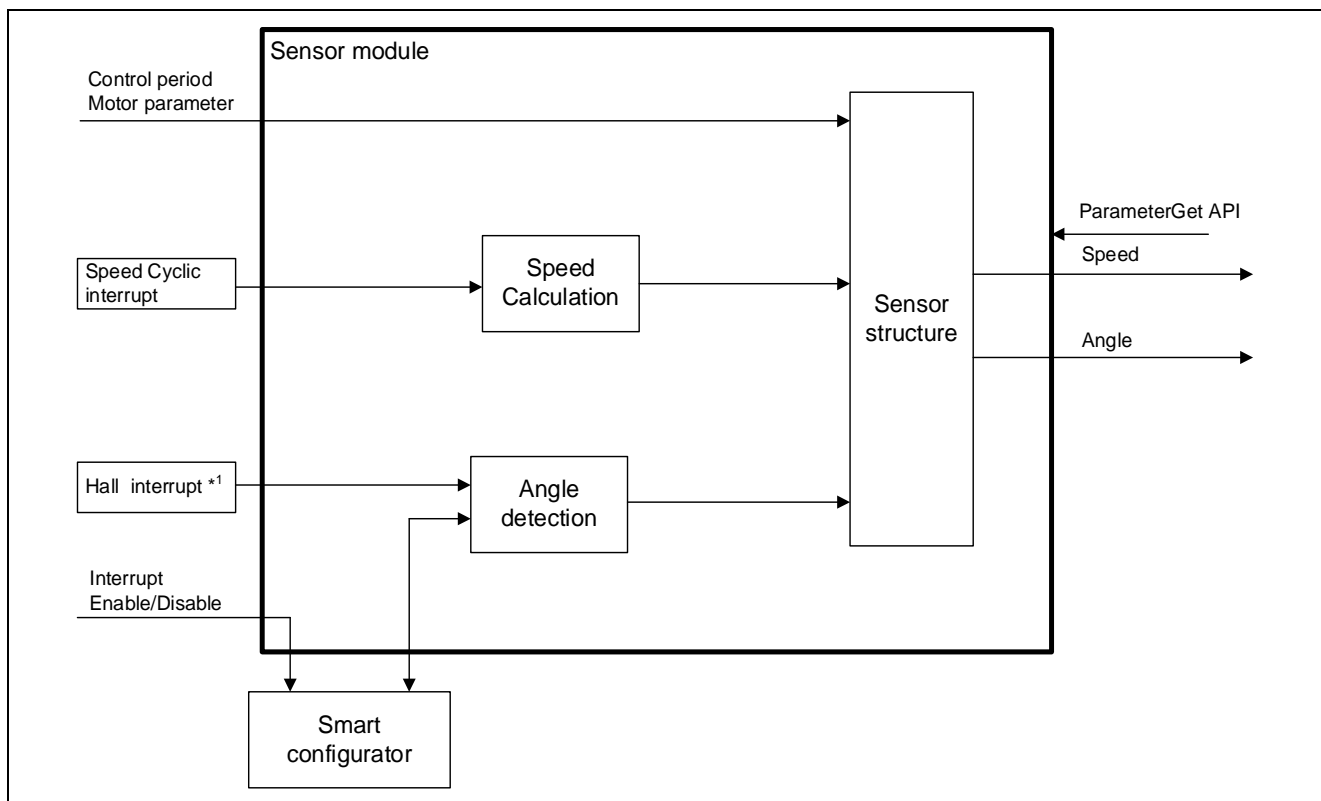 Sensor module
Control period
Motor parameter
ParameterGet API
Speed
Speed Cyclic
interrupt
Speed
Calculation
Sensor
structure
Angle
Hall interrupt *1
Angle
detection
Interrupt
Enable/Disable
Smart
configurator